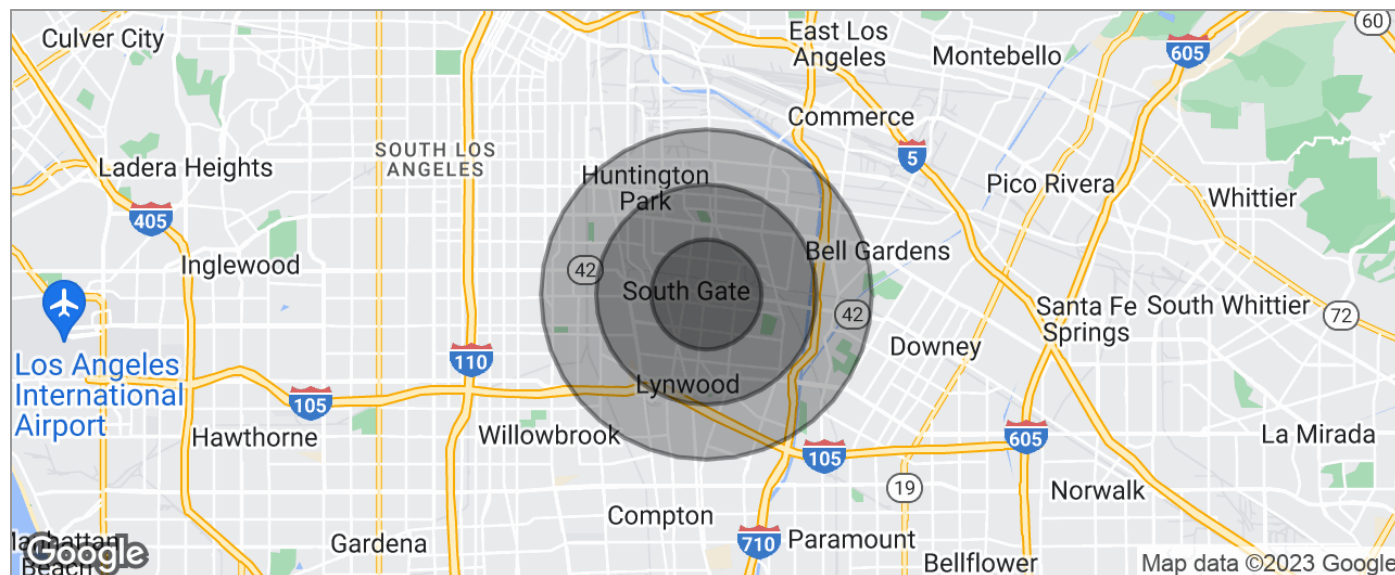 60
Culver City
East Los
Angeles
Montebello
605
Commerce
SOUTH LOS
ANGELES
5
Ladera Heights
Huntington
Park
Pico Rivera
Whittier
405
Inglewood
42
Bell Gardens
South Gate
42
Santa Fe
Springs
South Whittier
72
Los Angeles
International
Airport
110
Downey
Lynwood
105
Hawthorne
Willowbrook
105
605
La Mirada
19
Norwalk
Compton
710
Paramount
Gardena
Manhattan
Beach
Google
Bellflower
Map data ©2023 Google